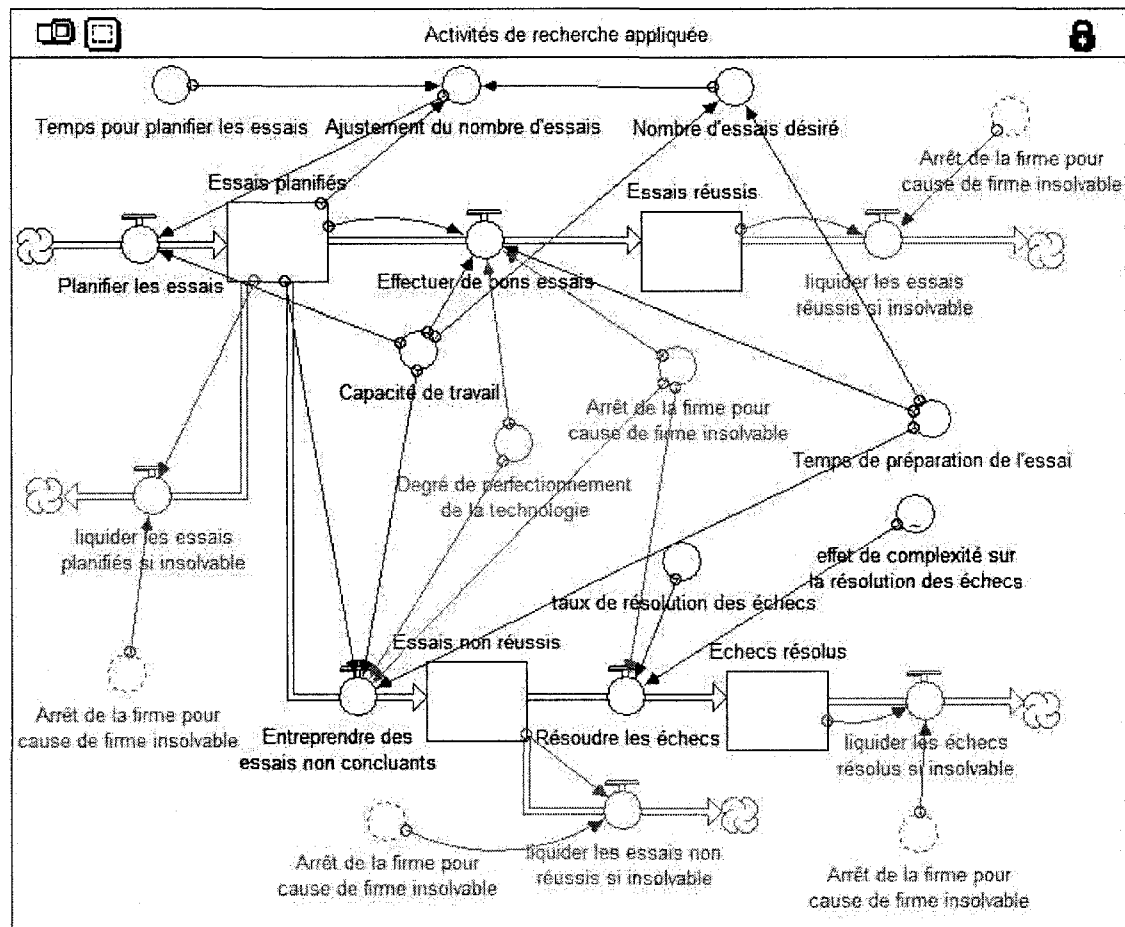 Activités de recherche appliquée
Temps pour planifier les essais
Ajustement du nombre d'essais
Nombre d'essais désiré
Arrêt de la firme pour
cause de firme insolvable
Essais planifiés
Essais réussis
Planifier les essais
Effectuer de bons essais
liquider les essais
réussis si insolvable
Capacité de travail
Arrêt de la firme pour
cause de firme insolvable
Temps de préparation de l'essai
Degré de perfectionnement
de la technologie
liquider les essais
planifiés si insolvable
effet de complexité sur
la résolution des échecs
taux de résolution des échecs
Essais non réussis
Echecs résolus
Arrêt de la firme pour
cause de firme insolvable
Entreprendre des
essais non concluants
Résoudre les échecs
liquider les échecs
résolus si insolvable
Arrêt de la firme pour
cause de firme insolvable
liquider les essais non
réussis si insolvable
Arrêt de la firme pour
cause de firme insolvable